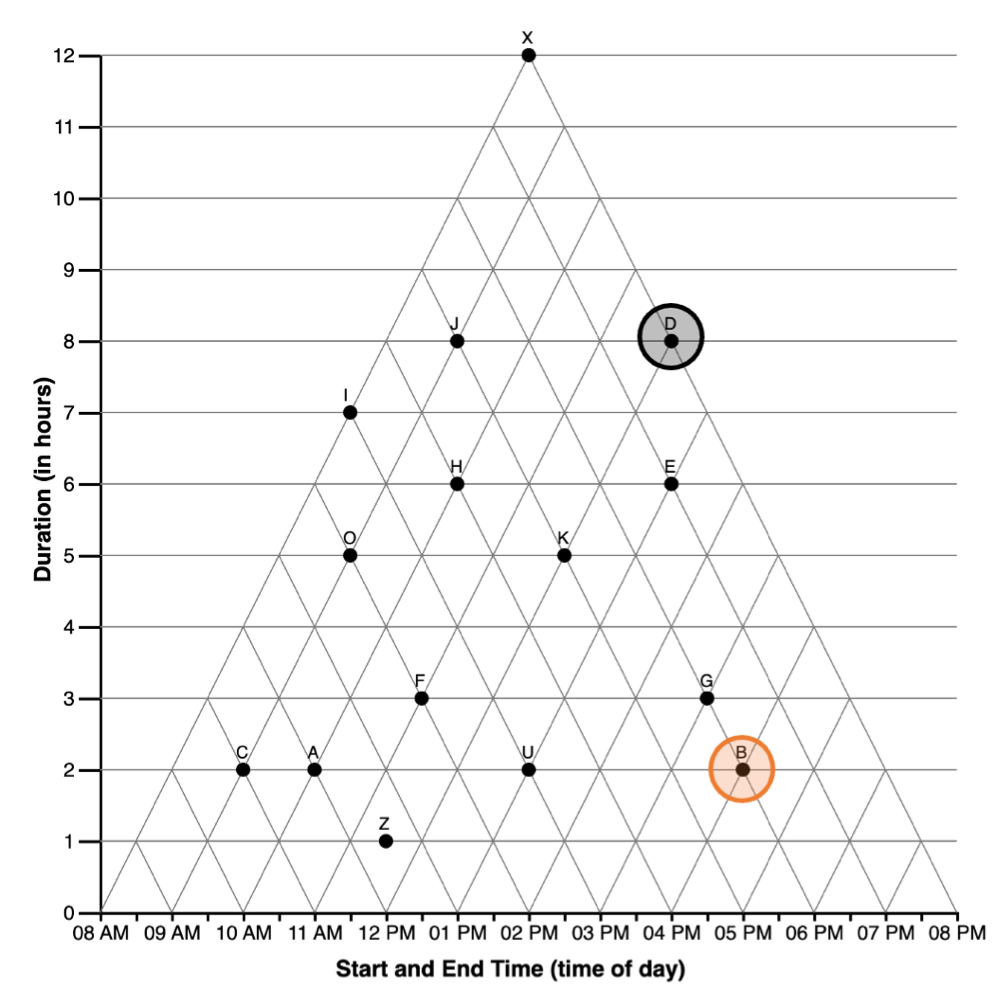 X
12
11
10
9
J
D
8
I
7
H
E
6
O
K
5
4
F
G
3
C
A
U
B
2
Z
1
0
08 AM 09 AM 10 AM 11 AM 12 PM 01 PM 02 PM 03 PM 04 PM 05 PM 06 PM 07 PM 08 PM
Duration (in hours)
Start and End Time (time of day)